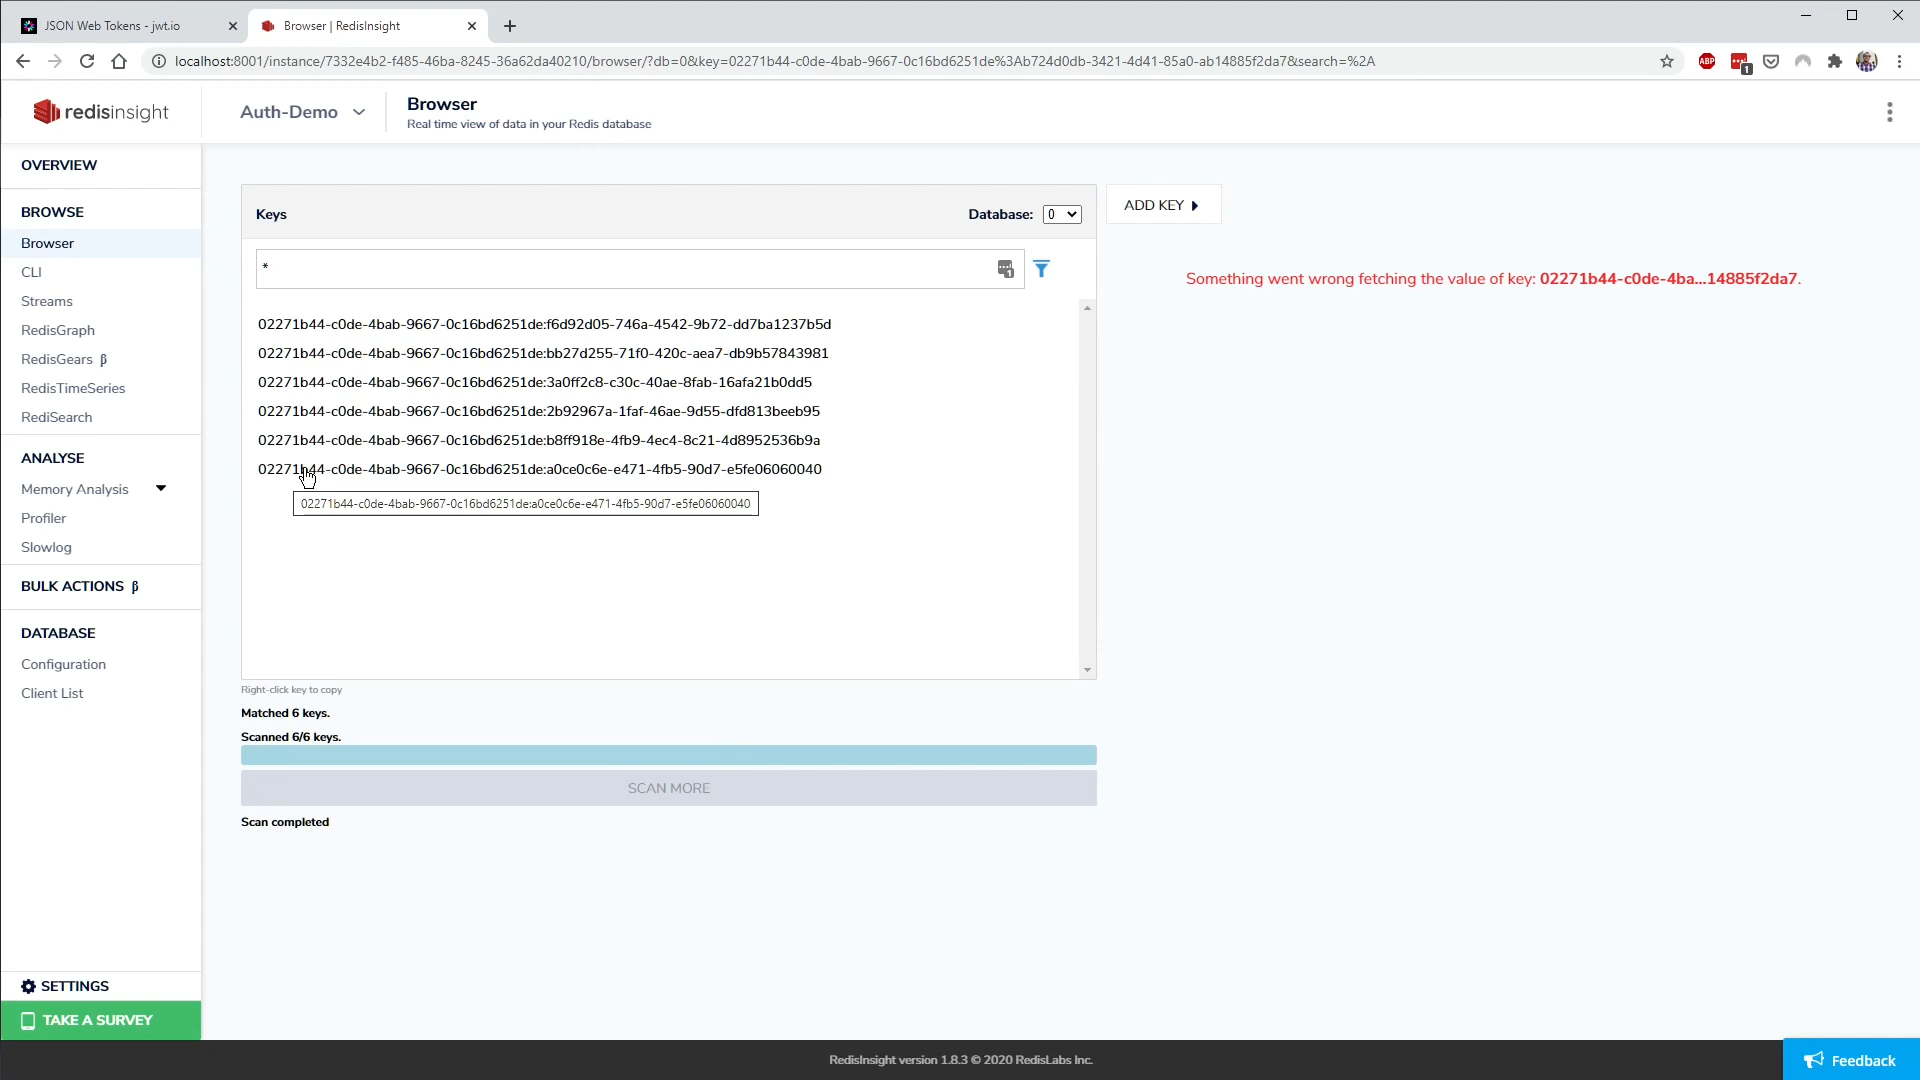 JSON Web Tokens - jwt.io
Browser | RedisInsight
localhost:8001/instance/7332e4b2-f485-46ba-8245-36a62da40210/browser/?db=0&key=02271b44-c0de-4bab-9667-0c16bd6251de%3Ab724d0db-3421-4d41-85a0-ab14885f2da7&search=%2A
ABP
1
redisinsight
Auth-Demo
Browser
Real time view of data in your Redis database
OVERVIEW
BROWSE
Browser
CLI
Streams
RedisGraph
RedisGears β
RedisTimeSeries
RediSearch
ANALYSE
Memory Analysis
Profiler
Slowlog
BULK ACTIONS β
DATABASE
Configuration
Client List
SETTINGS
TAKE A SURVEY
Keys
Database: 0
*
1
02271b44-c0de-4bab-9667-0c16bd6251de:f6d92d05-746a-4542-9b72-dd7ba1237b5d
02271b44-c0de-4bab-9667-0c16bd6251de:bb27d255-71f0-420c-aea7-db9b57843981
02271b44-c0de-4bab-9667-0c16bd6251de:3a0ff2c8-c30c-40ae-8fab-16afa21b0dd5
02271b44-c0de-4bab-9667-0c16bd6251de:2b92967a-1faf-46ae-9d55-dfd813beeb95
02271b44-c0de-4bab-9667-0c16bd6251de:b8ff918e-4fb9-4ec4-8c21-4d8952536b9a
02271b44-c0de-4bab-9667-0c16bd6251de:a0ce0c6e-e471-4fb5-90d7-e5fe06060040
02271b44-c0de-4bab-9667-0c16bd6251de:a0ce0c6e-e471-4fb5-90d7-e5fe06060040
Right-click key to copy
Matched 6 keys.
Scanned 6/6 keys.
SCAN MORE
Scan completed
ADD KEY
Something went wrong fetching the value of key: 02271b44-c0de-4ba...14885f2da7.
RedisInsight version 1.8.3 © 2020 RedisLabs Inc.
Feedback